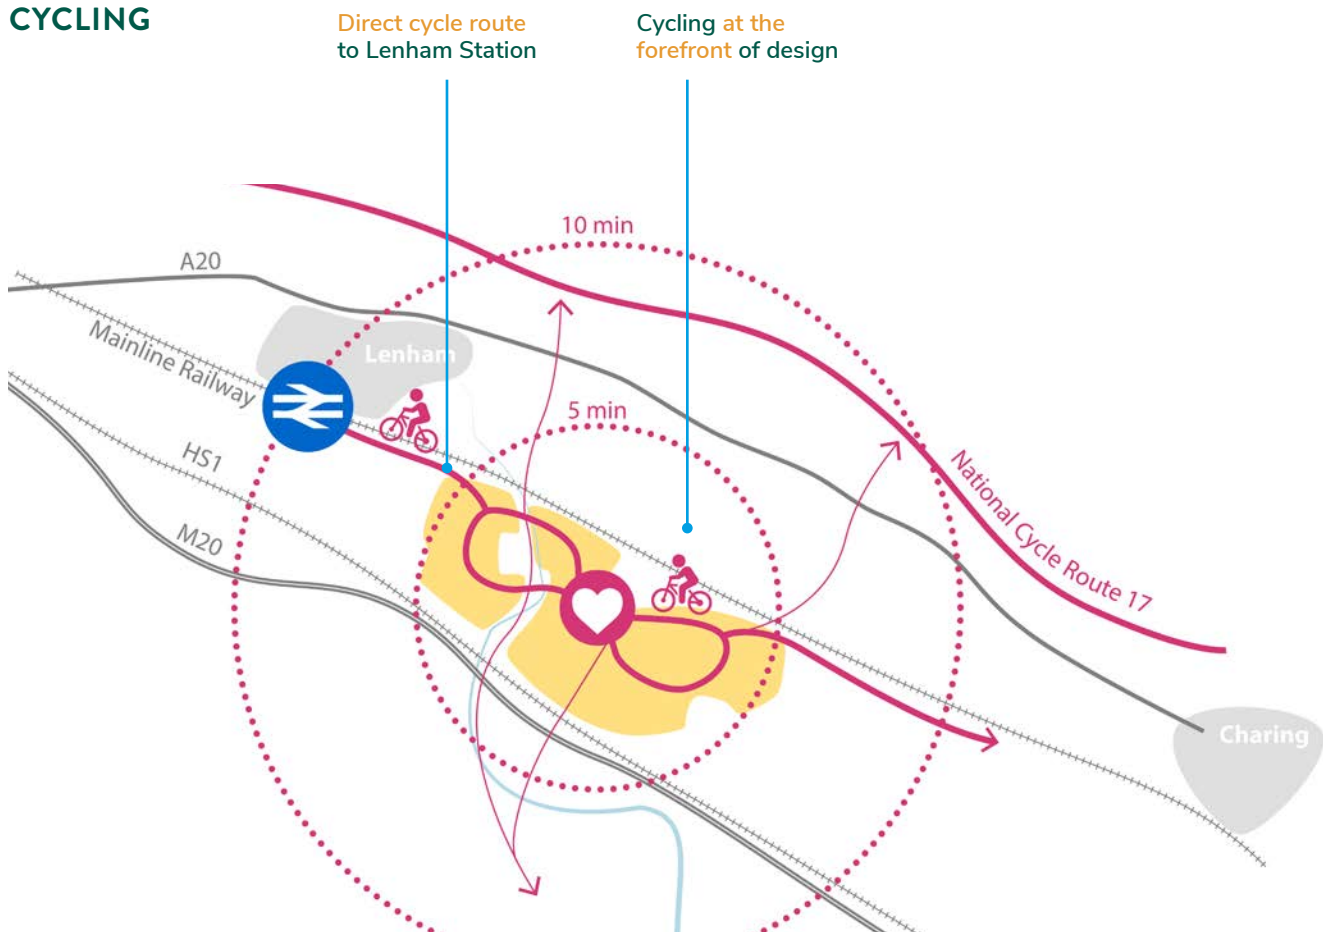 CYCLING
Direct cycle route
to Lenham Station
Cycling at the
forefront of design
10 min
A20
Mainline Railway
Lenham
5 min
HS1
M20
National Cycle Route 17
Charing